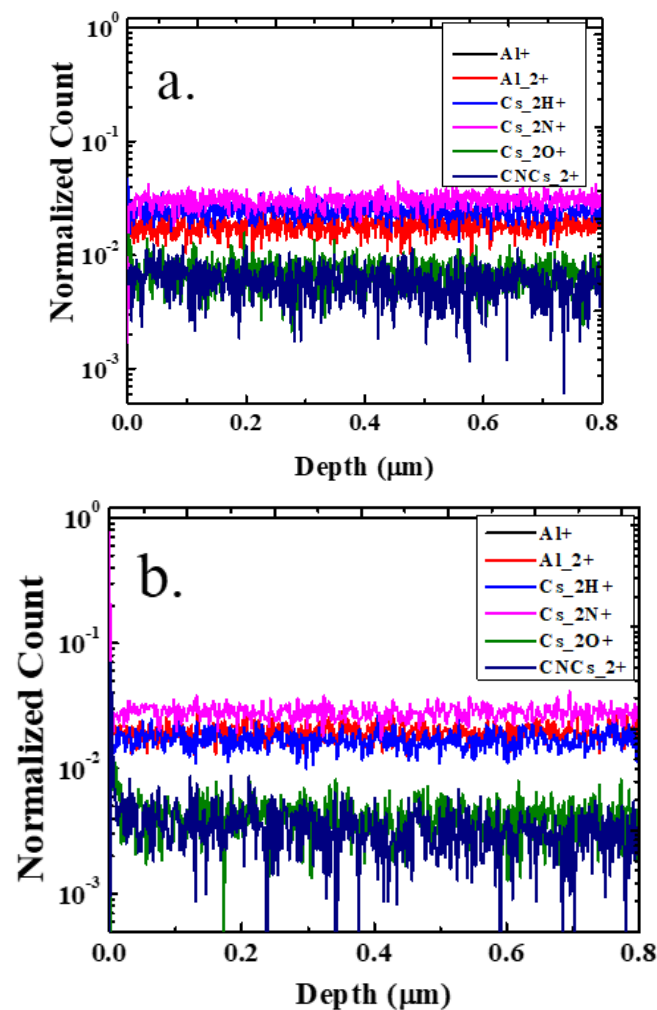 a.
Al+
Al_2+
Cs_2H+
Cs_2N+
Cs_2O+
CNCs_2+
Normalized Count
10^0
10^-1
10^-2
10^-3
0.0 0.2 0.4 0.6 0.8
Depth (μm)
b.
Al+
Al_2+
Cs_2H+
Cs_2N+
Cs_2O+
CNCs_2+
Normalized Count
10^0
10^-1
10^-2
10^-3
0.0 0.2 0.4 0.6 0.8
Depth (μm)